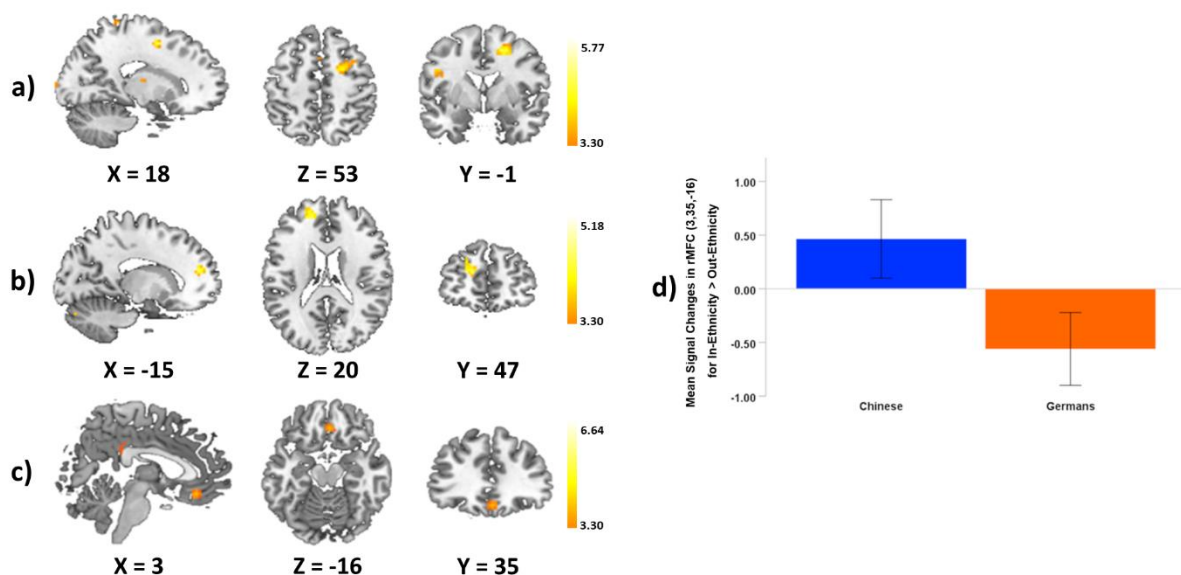 a)
5.77
3.30
X = 18
Z = 53
Y = -1
b)
5.18
3.30
X = -15
Z = 20
Y = 47
c)
6.64
3.30
X = 3
Z = -16
Y = 35
d)
Mean Signal Changes in rMFC (3,35,-16)
for In-Ethnicity > Out-Ethnicity
1.00
0.50
0.00
-0.50
-1.00
Chinese
Germans